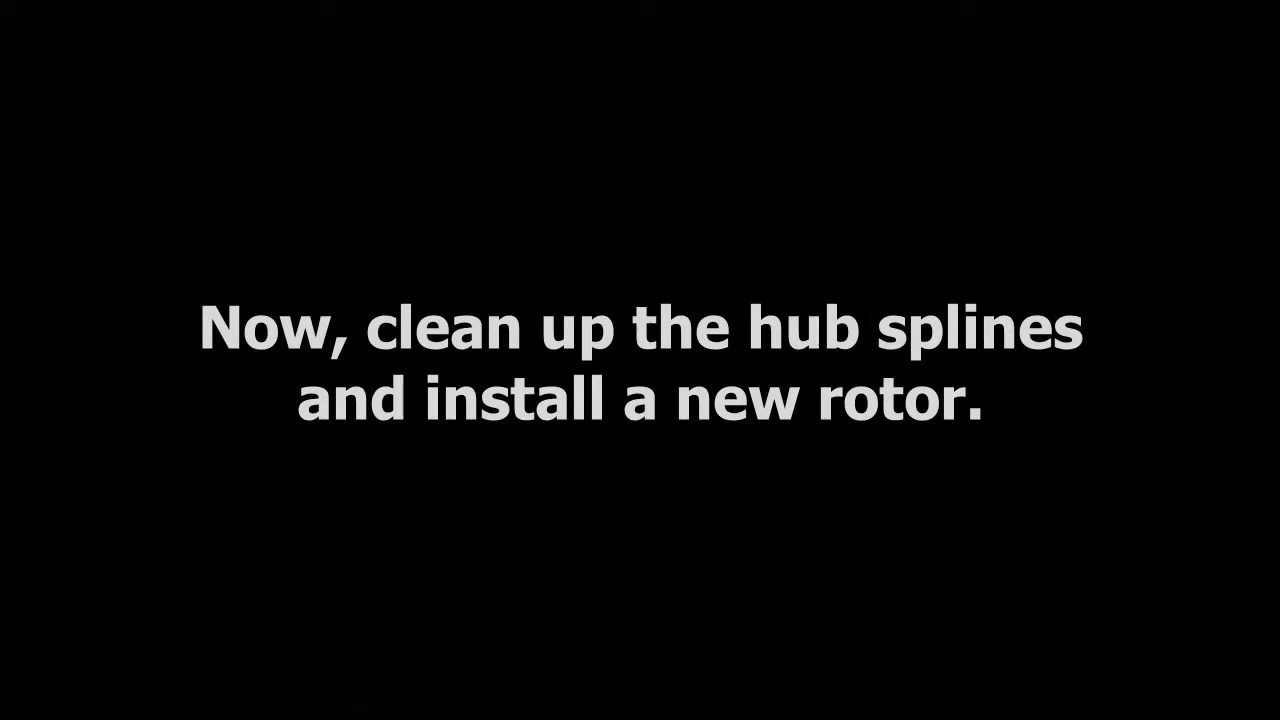 Now, clean up the hub splines
and install a new rotor.